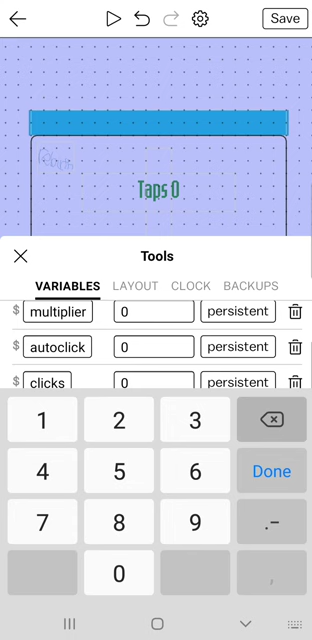 Save
Taps 0
Tools
VARIABLES LAYOUT CLOCK BACKUPS
$ multiplier 0 persistent
$ autoclick 0 persistent
$ clicks 0 persistent
1 2 3
4 5 6 Done
7 8 9 .-
0 ,